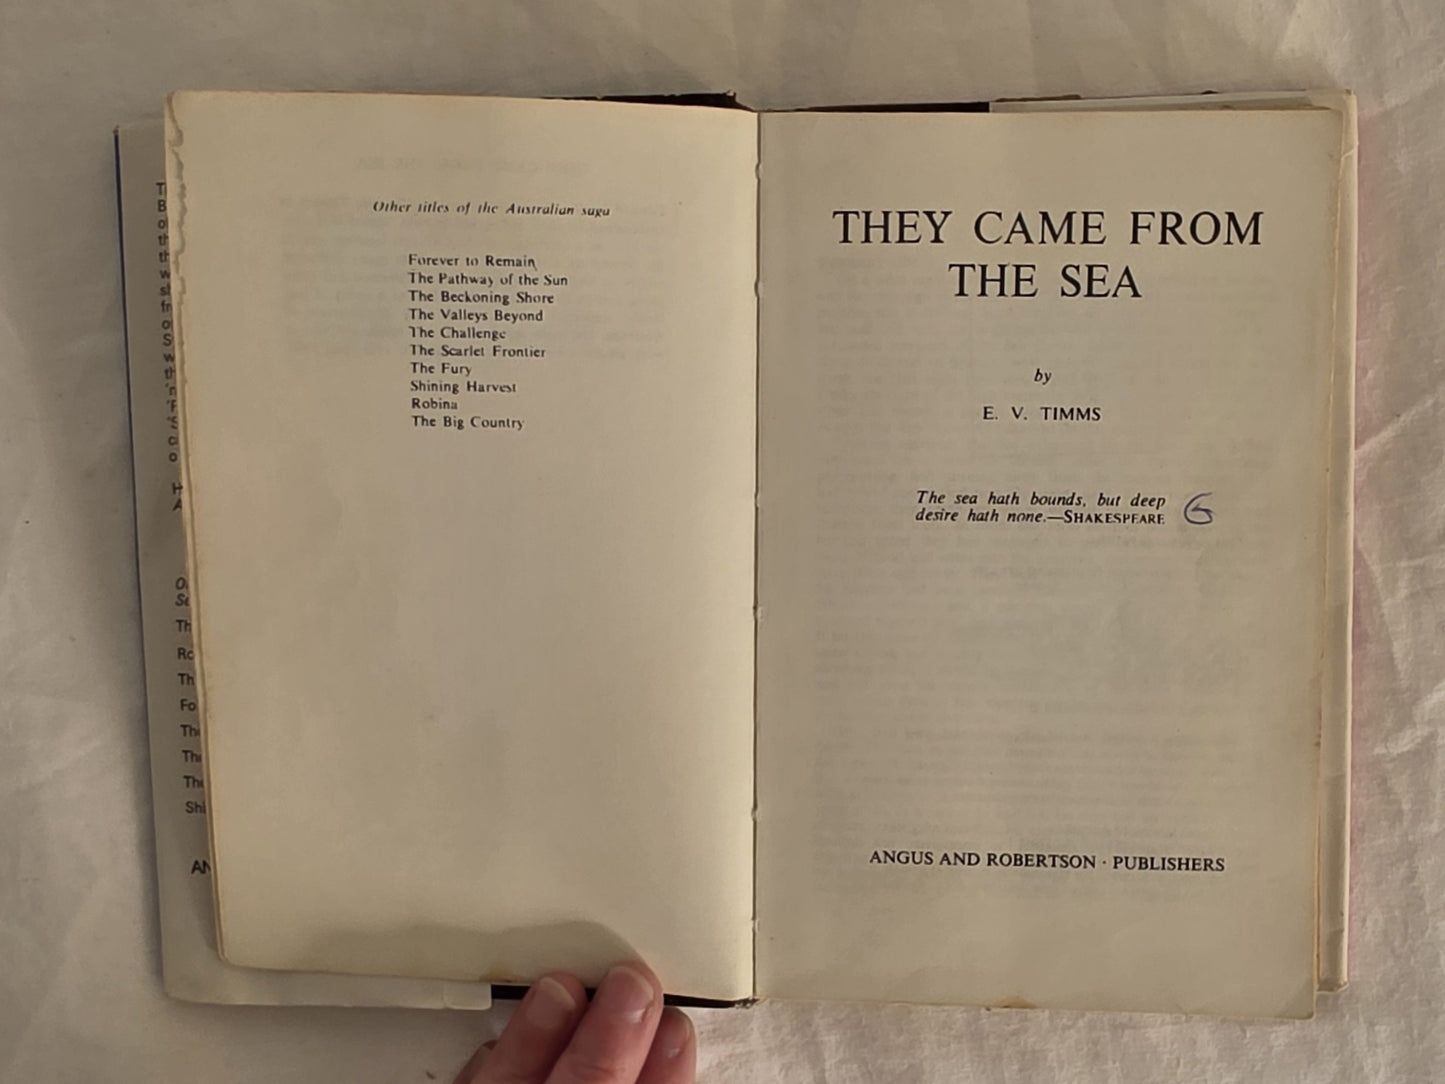 Other titles of the Australian saga
Forever to Remain
The Pathway of the Sun
The Beckoning Shore
The Valleys Beyond
The Challenge
The Scarlet Frontier
The Fury
Shining Harvest
Robina
The Big Country
THEY CAME FROM
THE SEA
by
E. V. TIMMS
The sea hath bounds, but deep
desire hath none.—SHAKESPEARE
G
ANGUS AND ROBERTSON · PUBLISHERS